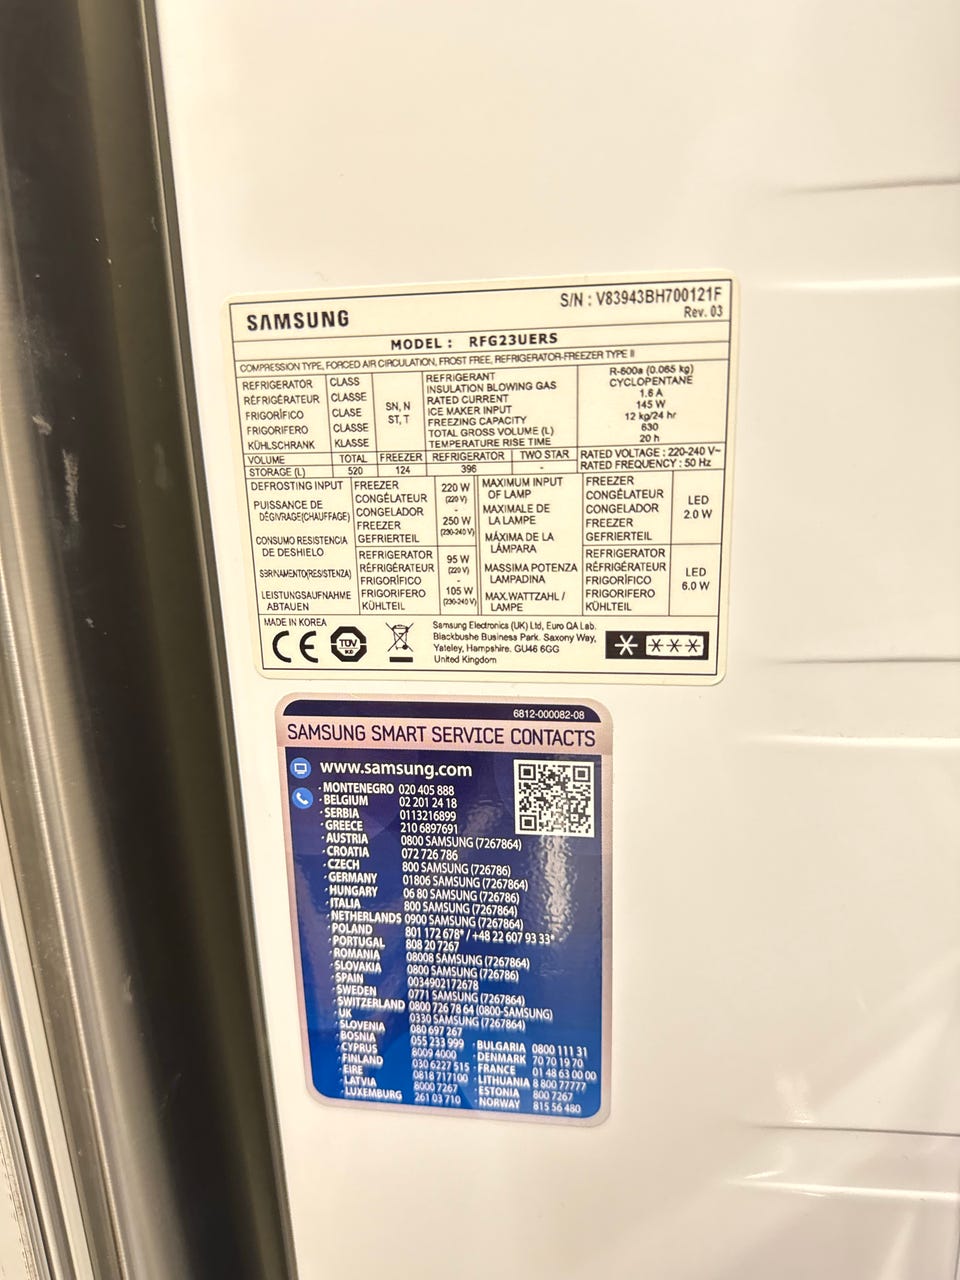 SAMSUNG
S/N : V83943BH700121F
Rev. 03
MODEL : RFG23UERS
COMPRESSION TYPE, FORCED AIR CIRCULATION, FROST FREE, REFRIGERATOR-FREEZER TYPE II
REFRIGERATOR CLASS
RÉFRIGÉRATEUR CLASSE
FRIGORÍFICO CLASE
FRIGORIFERO CLASSE
KÜHLSCHRANK KLASSE
SN, N
ST, T
REFRIGERANT R-600a (0.065 kg)
INSULATION BLOWING GAS CYCLOPENTANE
RATED CURRENT 1.6 A
ICE MAKER INPUT 145 W
FREEZING CAPACITY 12 kg/24 hr
TOTAL GROSS VOLUME (L) 630
TEMPERATURE RISE TIME 20 h
VOLUME TOTAL FREEZER REFRIGERATOR TWO STAR
STORAGE (L) 520 124 396 -
RATED VOLTAGE : 220-240 V~
RATED FREQUENCY : 50 Hz
DEFROSTING INPUT
PUISSANCE DE
DÉGIVRAGE(CHAUFFAGE)
CONSUMO RESISTENCIA
DE DESHIELO
SBRINAMENTO(RESISTENZA)
LEISTUNGSAUFNAHME
ABTAUEN
FREEZER
CONGÉLATEUR
CONGELADOR
FREEZER
GEFRIERTEIL
220 W
(220 V)
-
250 W
(230-240 V)
REFRIGERATOR
RÉFRIGÉRATEUR
FRIGORÍFICO
FRIGORIFERO
KÜHLTEIL
95 W
(220 V)
-
105 W
(230-240 V)
MAXIMUM INPUT
OF LAMP
MAXIMALE DE
LA LAMPE
MÁXIMA DE LA
LÁMPARA
MASSIMA POTENZA
LAMPADINA
MAX.WATTZAHL /
LAMPE
FREEZER
CONGÉLATEUR
CONGELADOR
FREEZER
GEFRIERTEIL
LED
2.0 W
REFRIGERATOR
RÉFRIGÉRATEUR
FRIGORÍFICO
FRIGORIFERO
KÜHLTEIL
LED
6.0 W
MADE IN KOREA
CE
TÜV
Samsung Electronics (UK) Ltd, Euro QA Lab.
Blackbushe Business Park. Saxony Way,
Yateley, Hampshire. GU46 6GG
United Kingdom
6812-000082-08
SAMSUNG SMART SERVICE CONTACTS
www.samsung.com
· MONTENEGRO 020 405 888
· BELGIUM 02 201 24 18
· SERBIA 0113216899
· GREECE 210 6897691
· AUSTRIA 0800 SAMSUNG (7267864)
· CROATIA 072 726 786
· CZECH 800 SAMSUNG (726786)
· GERMANY 01806 SAMSUNG (7267864)
· HUNGARY 06 80 SAMSUNG (726786)
· ITALIA 800 SAMSUNG (7267864)
· NETHERLANDS 0900 SAMSUNG (7267864)
· POLAND 801 172 678* / +48 22 607 93 33*
· PORTUGAL 808 20 7267
· ROMANIA 08008 SAMSUNG (7267864)
· SLOVAKIA 0800 SAMSUNG (726786)
· SPAIN 0034902172678
· SWEDEN 0771 SAMSUNG (7267864)
· SWITZERLAND 0800 726 78 64 (0800-SAMSUNG)
· UK 0330 SAMSUNG (7267864)
· SLOVENIA 080 697 267
· BOSNIA 055 233 999
· CYPRUS 8009 4000
· FINLAND 030 6227 515
· EIRE 0818 717100
· LATVIA 8000 7267
· LUXEMBURG 261 03 710
· BULGARIA 0800 111 31
· DENMARK 70 70 19 70
· FRANCE 01 48 63 00 00
· LITHUANIA 8 800 77777
· ESTONIA 800 7267
· NORWAY 815 56 480